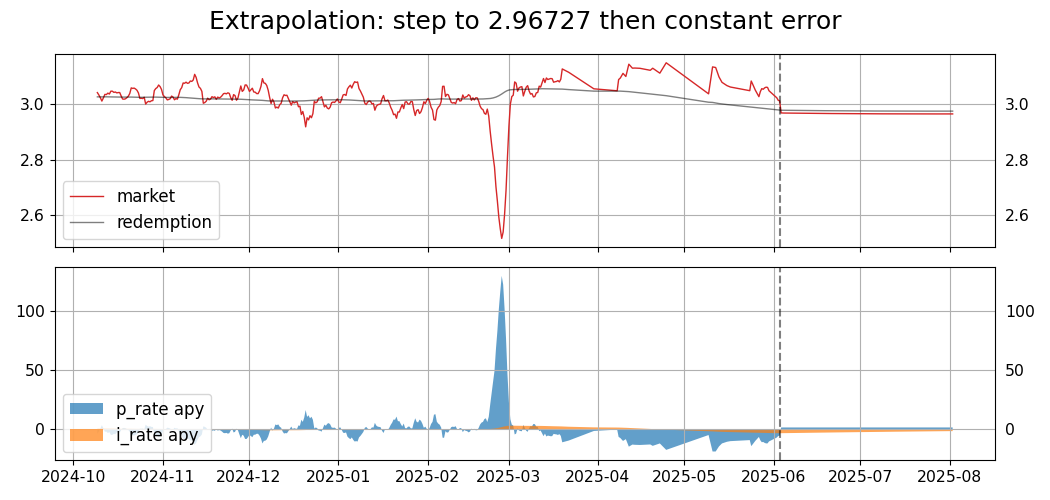 Extrapolation: step to 2.96727 then constant error
3.0
2.8
2.6
3.0
2.8
2.6
market
redemption
100
50
0
100
50
0
p_rate apy
i_rate apy
2024-10 2024-11 2024-12 2025-01 2025-02 2025-03 2025-04 2025-05 2025-06 2025-07 2025-08